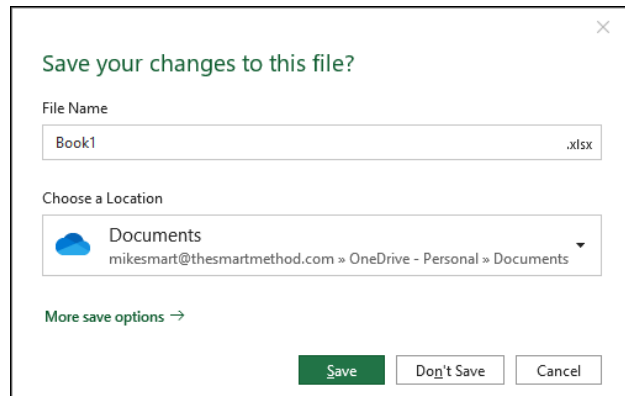 Save your changes to this file?
File Name
Book1 .xlsx
Choose a Location
Documents
mikesmart@thesmartmethod.com » OneDrive - Personal » Documents
More save options →
Save Don't Save Cancel